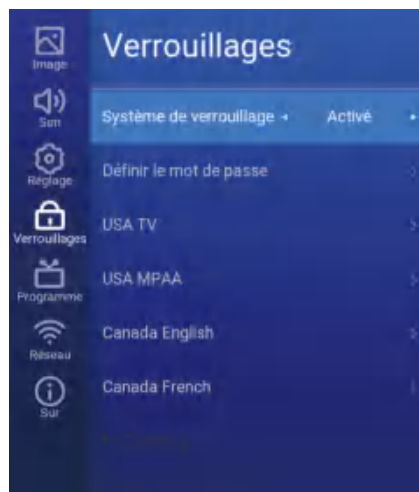 Image
Verrouillages
Son
Système de verrouillage
Activé
Réglage
Définir le mot de passe
Verrouillages
USA TV
Programme
USA MPAA
Réseau
Canada English
Sur
Canada French